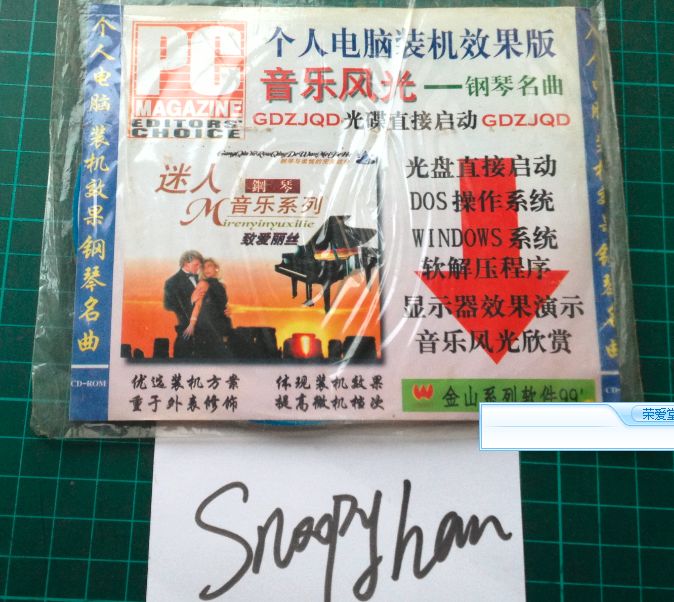 个人电脑装机效果钢琴名曲
PC
MAGAZINE
EDITORS'
CHOICE
个人电脑装机效果版
音乐风光——钢琴名曲
GDZJQD光碟直接启动GDZJQD
迷人
鋼琴
音乐系列
Mirenyinyuexilie
致爱丽丝
光盘直接启动
DOS操作系统
WINDOWS系统
软解压程序
显示器效果演示
音乐风光欣赏
优选装机方案 体现装机效果
重于外表修饰 提高微机档次
金山系列软件99'
CD-ROM
CD-
荣爱堂
Snoopyhan